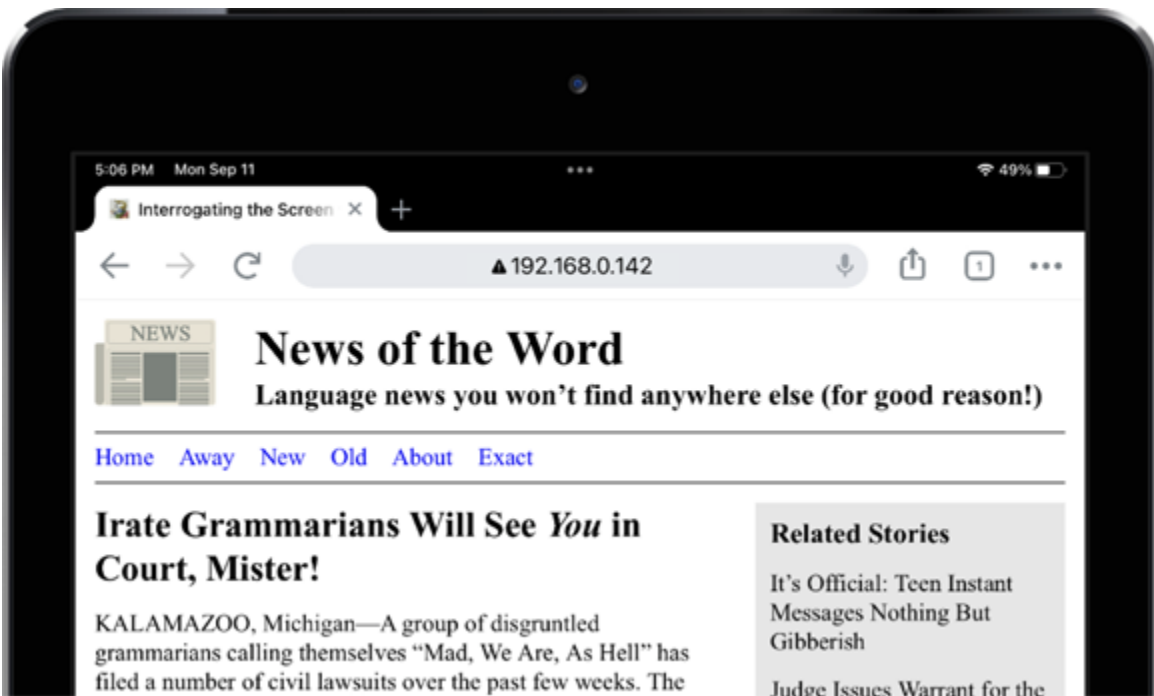 5:06 PM Mon Sep 11
49%
Interrogating the Screen
192.168.0.142
1
NEWS
News of the Word
Language news you won’t find anywhere else (for good reason!)
Home Away New Old About Exact
Irate Grammarians Will See You in
Court, Mister!
KALAMAZOO, Michigan—A group of disgruntled
grammarians calling themselves “Mad, We Are, As Hell” has
filed a number of civil lawsuits over the past few weeks. The
Related Stories
It’s Official: Teen Instant
Messages Nothing But
Gibberish
Judge Issues Warrant for the